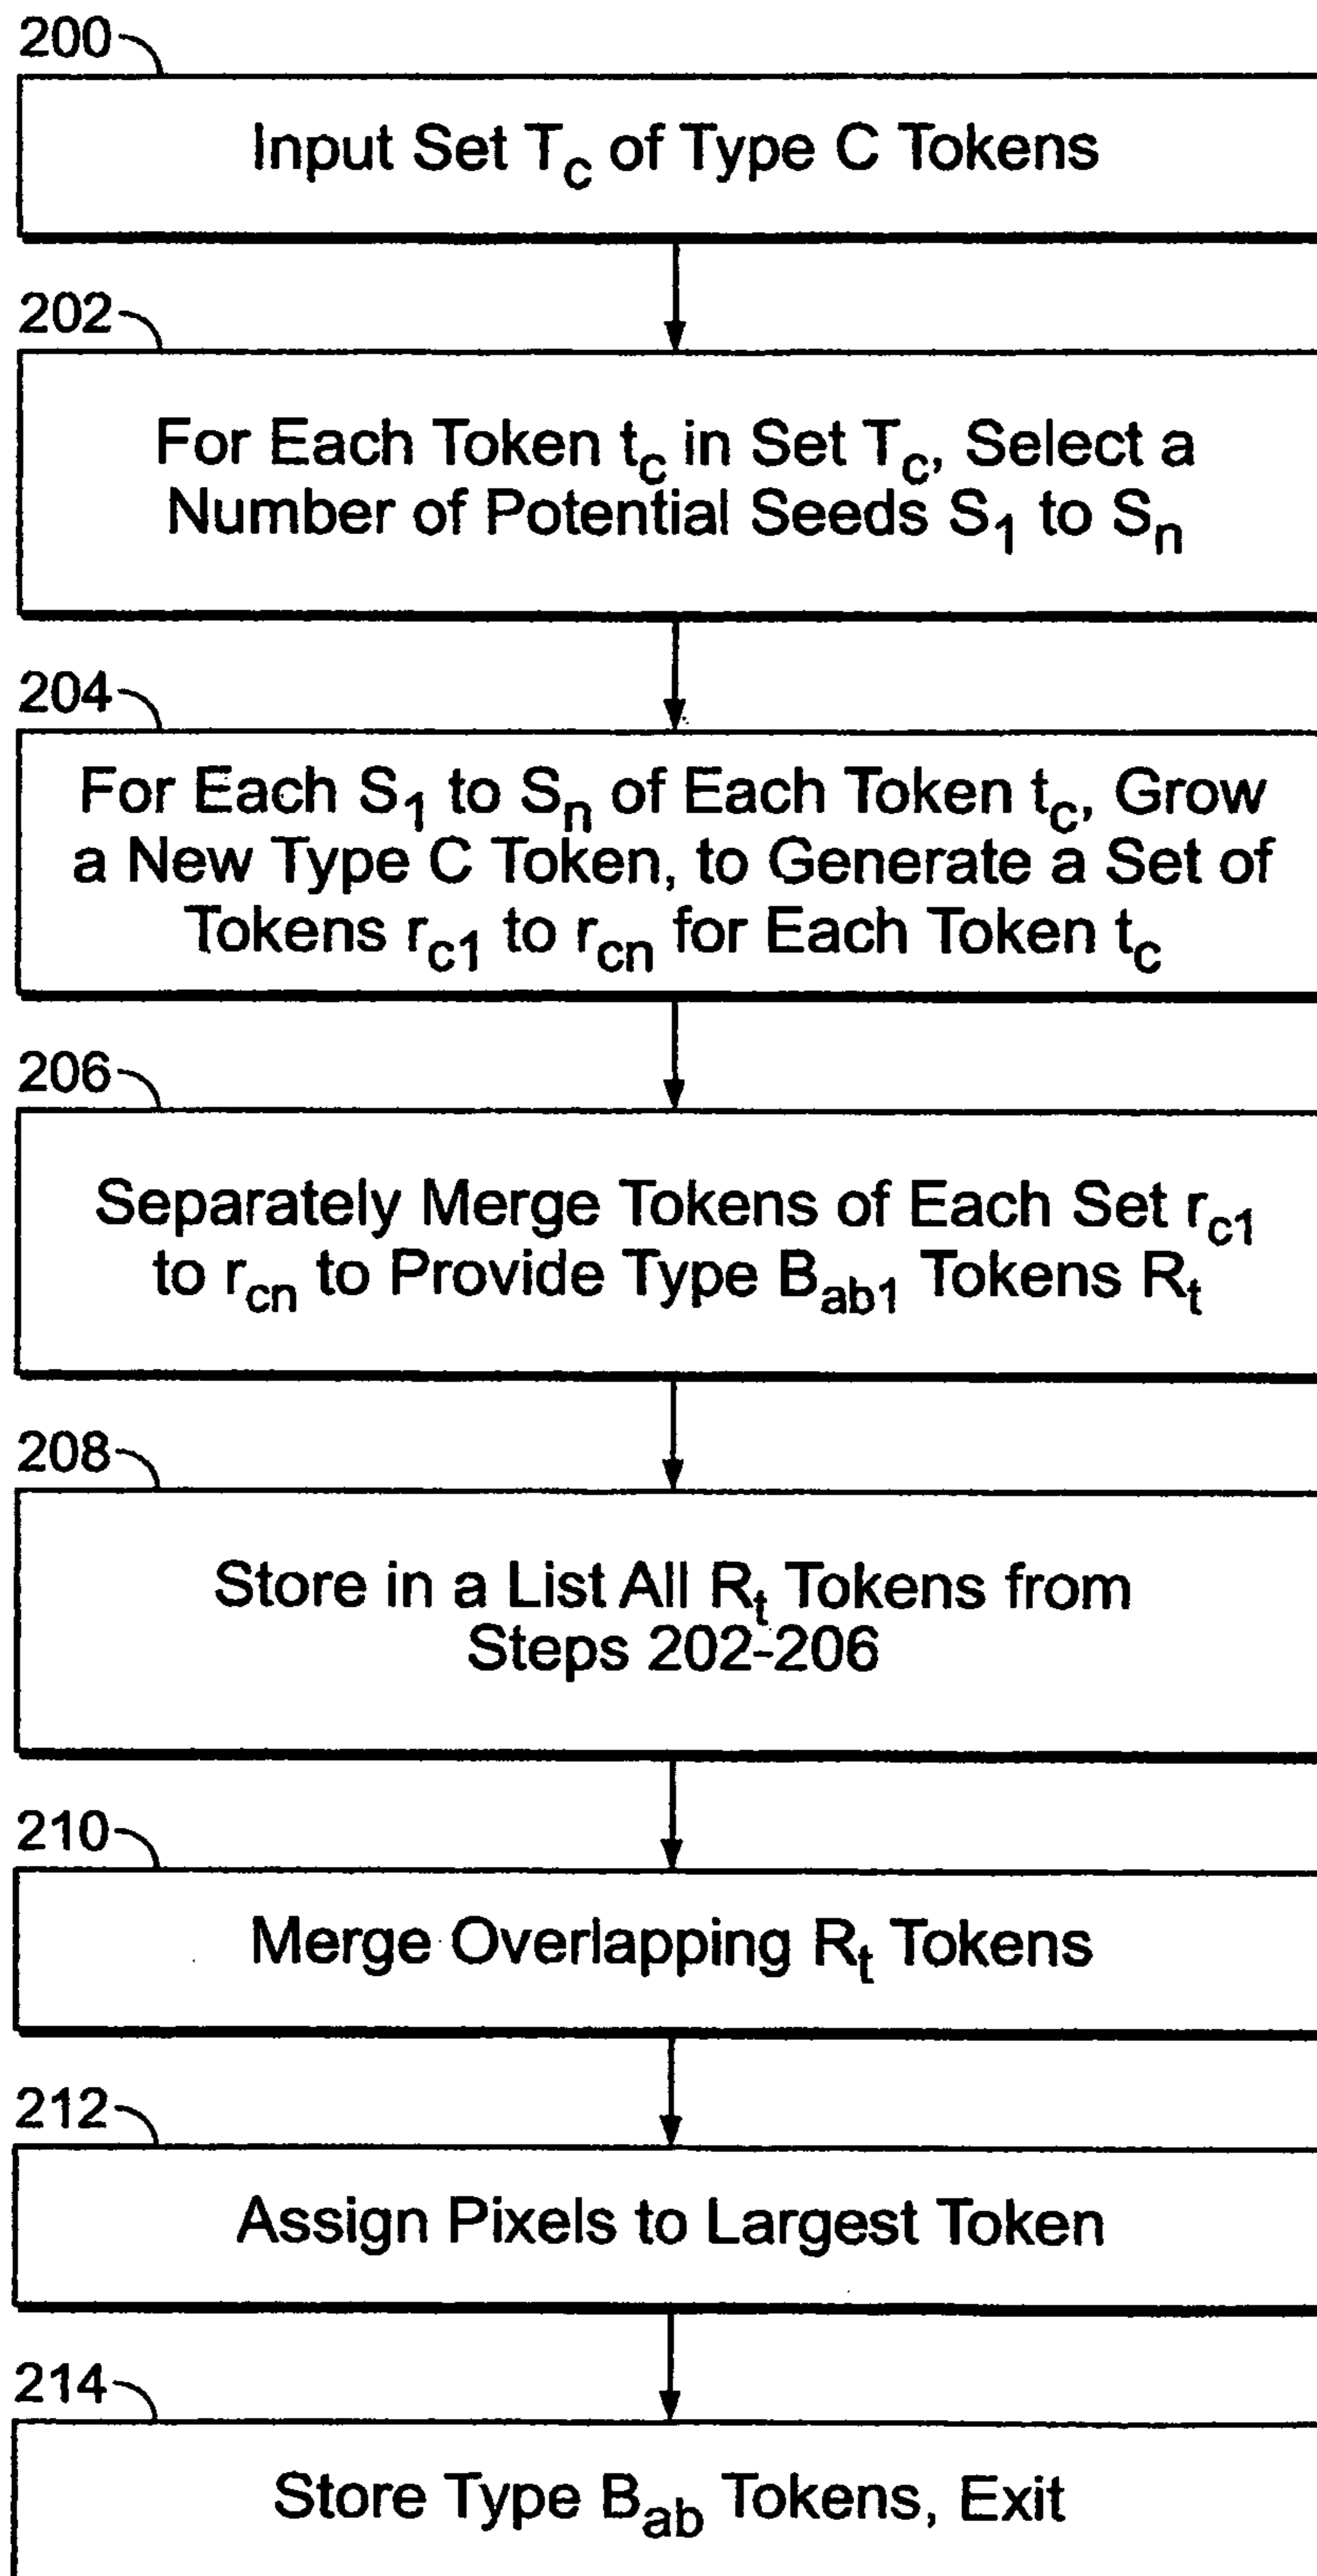 200
Input Set Tc of Type C Tokens
202
For Each Token tc in Set Tc, Select a
Number of Potential Seeds S1 to Sn
204
For Each S1 to Sn of Each Token tc, Grow
a New Type C Token, to Generate a Set of
Tokens rc1 to rcn for Each Token tc
206
Separately Merge Tokens of Each Set rc1
to rcn to Provide Type Bab1 Tokens Rt
208
Store in a List All Rt Tokens from
Steps 202-206
210
Merge Overlapping Rt Tokens
212
Assign Pixels to Largest Token
214
Store Type Bab Tokens, Exit